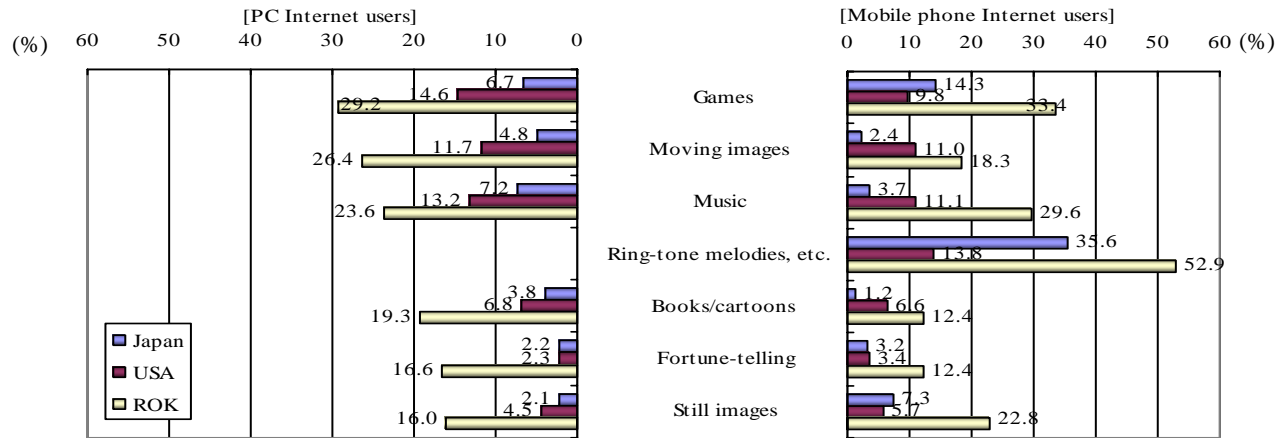 [PC Internet users] [Mobile phone Internet users]
(%) 60 50 40 30 20 10 0 0 10 20 30 40 50 60 (%)
6.7 Games 14.3
14.6 9.8
29.2 33.4
4.8 Moving images 2.4
11.7 11.0
26.4 18.3
7.2 Music 3.7
13.2 11.1
23.6 29.6
Ring-tone melodies, etc. 35.6
13.8
52.9
3.8 Books/cartoons 1.2
6.8 6.6
19.3 12.4
2.2 Fortune-telling 3.2
2.3 3.4
16.6 12.4
2.1 Still images 7.3
4.5 5.7
16.0 22.8
Japan
USA
ROK